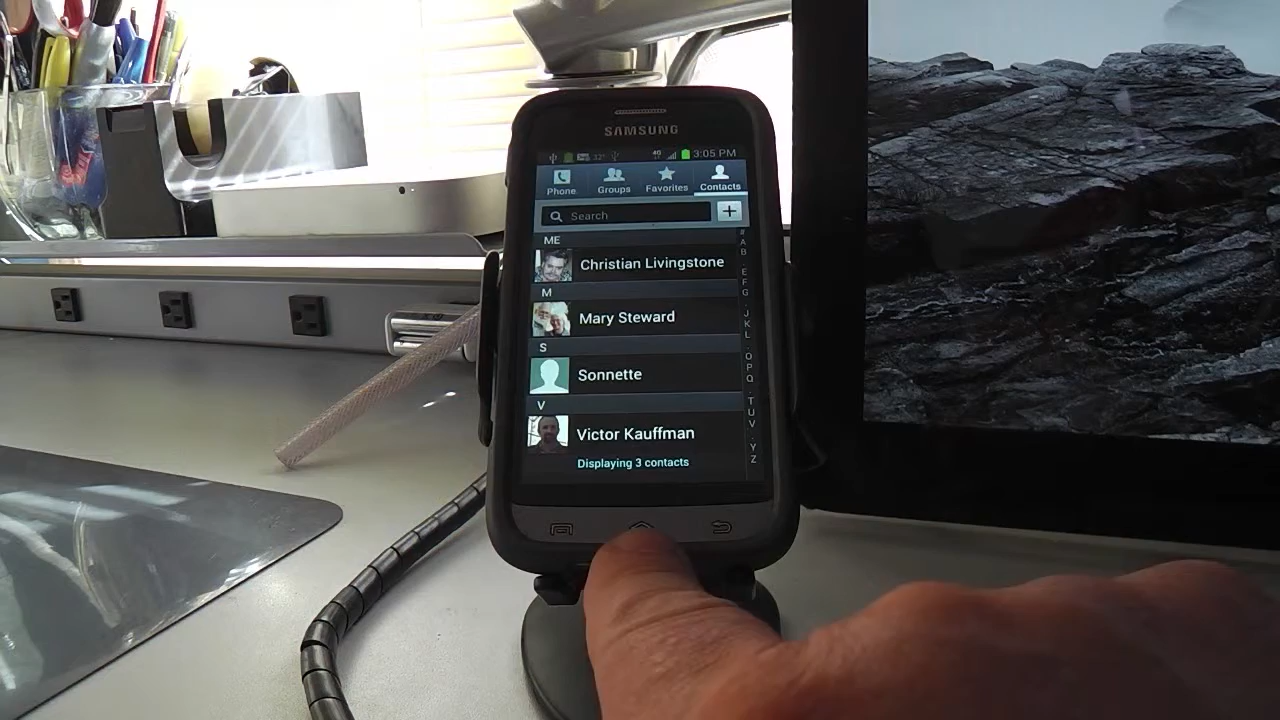 SAMSUNG
4G 3:05 PM
Phone Groups Favorites Contacts
Search
ME
Christian Livingstone
M
Mary Steward
S
Sonnette
V
Victor Kauffman
Displaying 3 contacts
#
A
B
E
F
G
J
K
L
O
P
Q
T
U
V
Y
Z